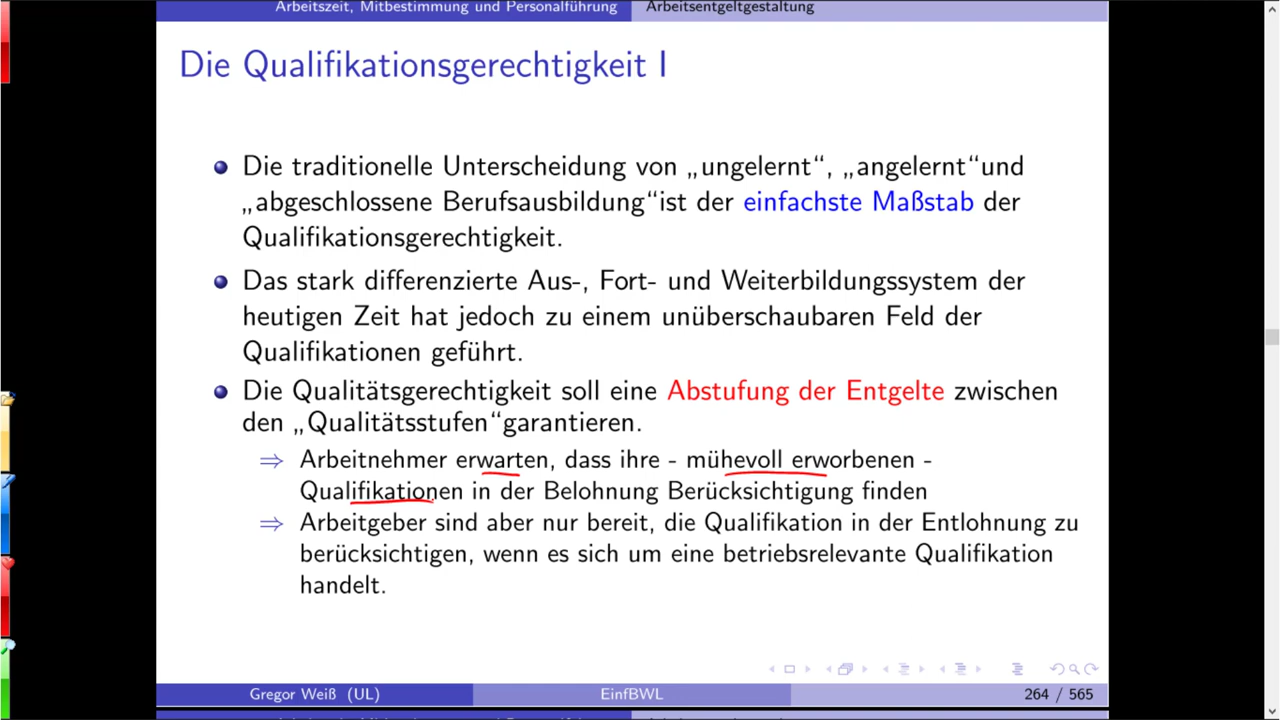 Arbeitszeit, Mitbestimmung und Personalführung Arbeitsentgeltgestaltung
Die Qualifikationsgerechtigkeit I
Die traditionelle Unterscheidung von „ungelernt“, „angelernt“und
„abgeschlossene Berufsausbildung“ist der einfachste Maßstab der
Qualifikationsgerechtigkeit.
Das stark differenzierte Aus-, Fort- und Weiterbildungssystem der
heutigen Zeit hat jedoch zu einem unüberschaubaren Feld der
Qualifikationen geführt.
Die Qualitätsgerechtigkeit soll eine Abstufung der Entgelte zwischen
den „Qualitätsstufen“garantieren.
⇒ Arbeitnehmer erwarten, dass ihre - mühevoll erworbenen -
Qualifikationen in der Belohnung Berücksichtigung finden
⇒ Arbeitgeber sind aber nur bereit, die Qualifikation in der Entlohnung zu
berücksichtigen, wenn es sich um eine betriebsrelevante Qualifikation
handelt.
Gregor Weiß (UL) EinfBWL 264 / 565